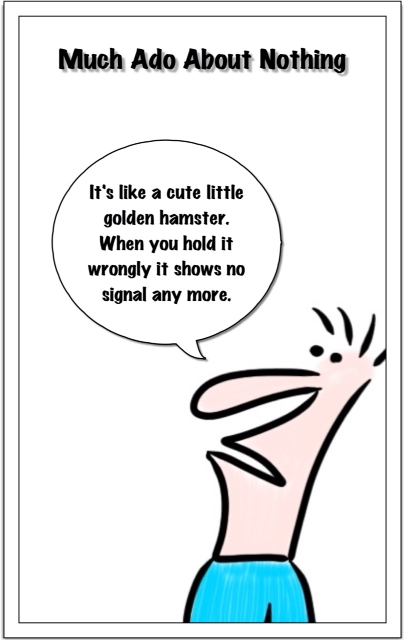 Much Ado About Nothing
It's like a cute little
golden hamster.
When you hold it
wrongly it shows no
signal any more.